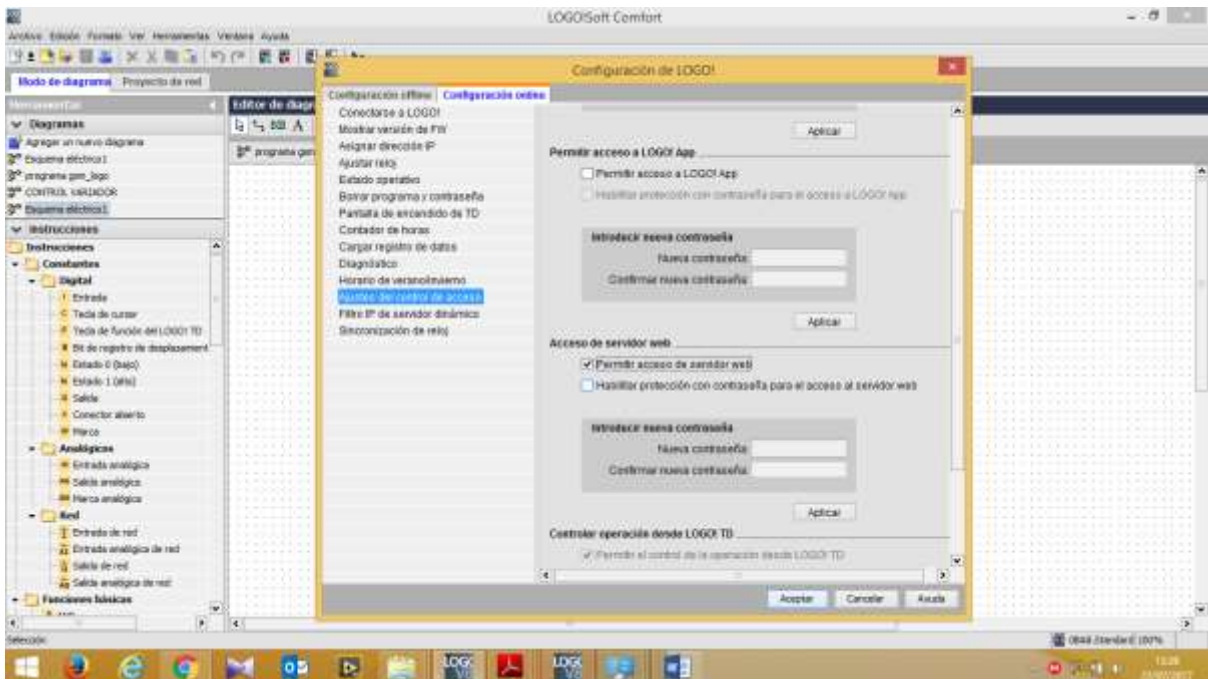 LOGO!Soft Comfort
Archivo Edición Formato Ver Herramientas Ventana Ayuda
Modo de diagrama Proyecto de red
Herramientas
Diagramas
Agregar un nuevo diagrama
Esquema eléctrico1
programa gen_logo
CONTROL VARIADOR
Esquema eléctrico1
Instrucciones
Instrucciones
Constantes
Digital
Entrada
Tecla de cursor
Tecla de función del LOGO! TD
Bit de registro de desplazamient
Estado 0 (bajo)
Estado 1 (alto)
Salida
Conector abierto
Marca
Analógicos
Entrada analógica
Salida analógica
Marca analógica
Red
Entrada de red
Entrada analógica de red
Salida de red
Salida analógica de red
Funciones básicas
Editor de diagr
programa gen
Configuración de LOGO!
Configuración offline Configuración online
Conectarse a LOGO!
Mostrar versión de FW
Asignar dirección IP
Ajustar reloj
Estado operativo
Borrar programa y contraseña
Pantalla de encendido de TD
Contador de horas
Cargar registro de datos
Diagnóstico
Horario de verano/invierno
Ajustes del control de acceso
Filtro IP de servidor dinámico
Sincronización de reloj
Aplicar
Permitir acceso a LOGO! App
Permitir acceso a LOGO! App
Habilitar protección con contraseña para el acceso a LOGO! App
Introducir nueva contraseña
Nueva contraseña:
Confirmar nueva contraseña:
Aplicar
Acceso de servidor web
Permitir acceso de servidor web
Habilitar protección con contraseña para el acceso al servidor web
Introducir nueva contraseña
Nueva contraseña:
Confirmar nueva contraseña:
Aplicar
Controlar operación desde LOGO! TD
Permitir el control de la operación desde LOGO! TD
Aceptar Cancelar Ayuda
Selección
0BA8.Standard 100%